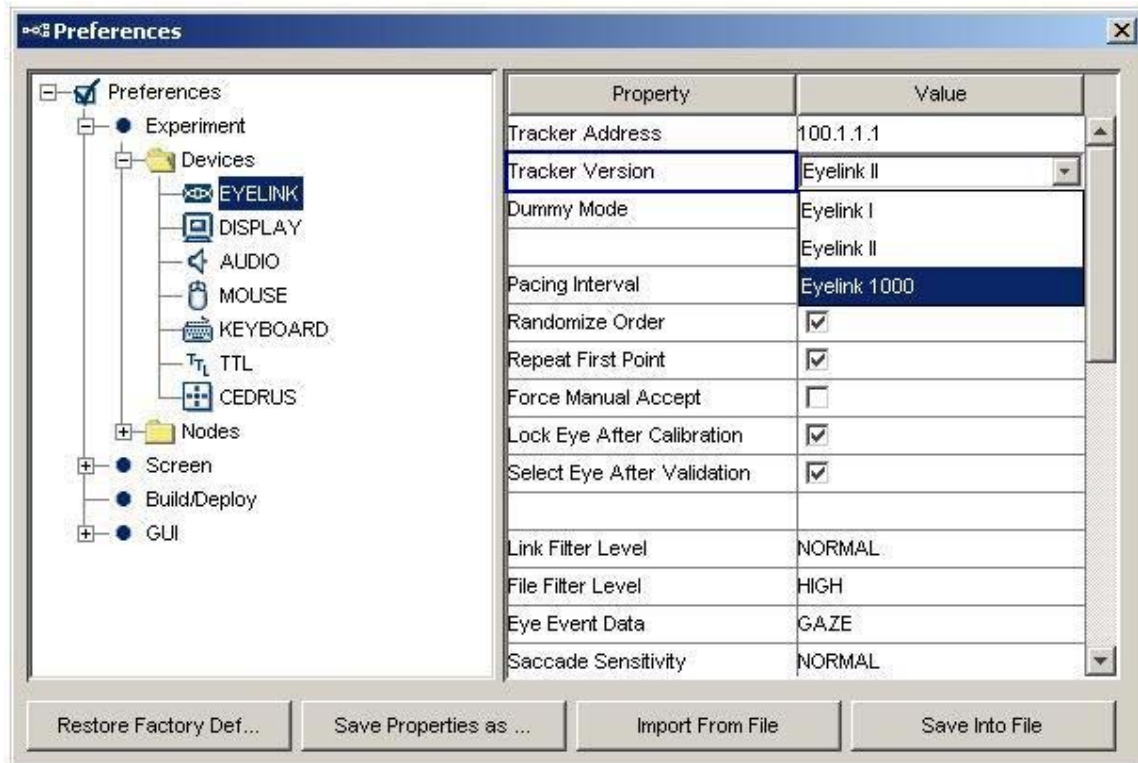 Preferences
Preferences
Experiment
Devices
EYELINK
DISPLAY
AUDIO
MOUSE
KEYBOARD
TTL TTL
CEDRUS
Nodes
Screen
Build/Deploy
GUI
Property Value
Tracker Address 100.1.1.1
Tracker Version Eyelink II
Dummy Mode Eyelink I
Eyelink II
Pacing Interval Eyelink 1000
Randomize Order
Repeat First Point
Force Manual Accept
Lock Eye After Calibration
Select Eye After Validation
Link Filter Level NORMAL
File Filter Level HIGH
Eye Event Data GAZE
Saccade Sensitivity NORMAL
Restore Factory Def... Save Properties as ... Import From File Save Into File